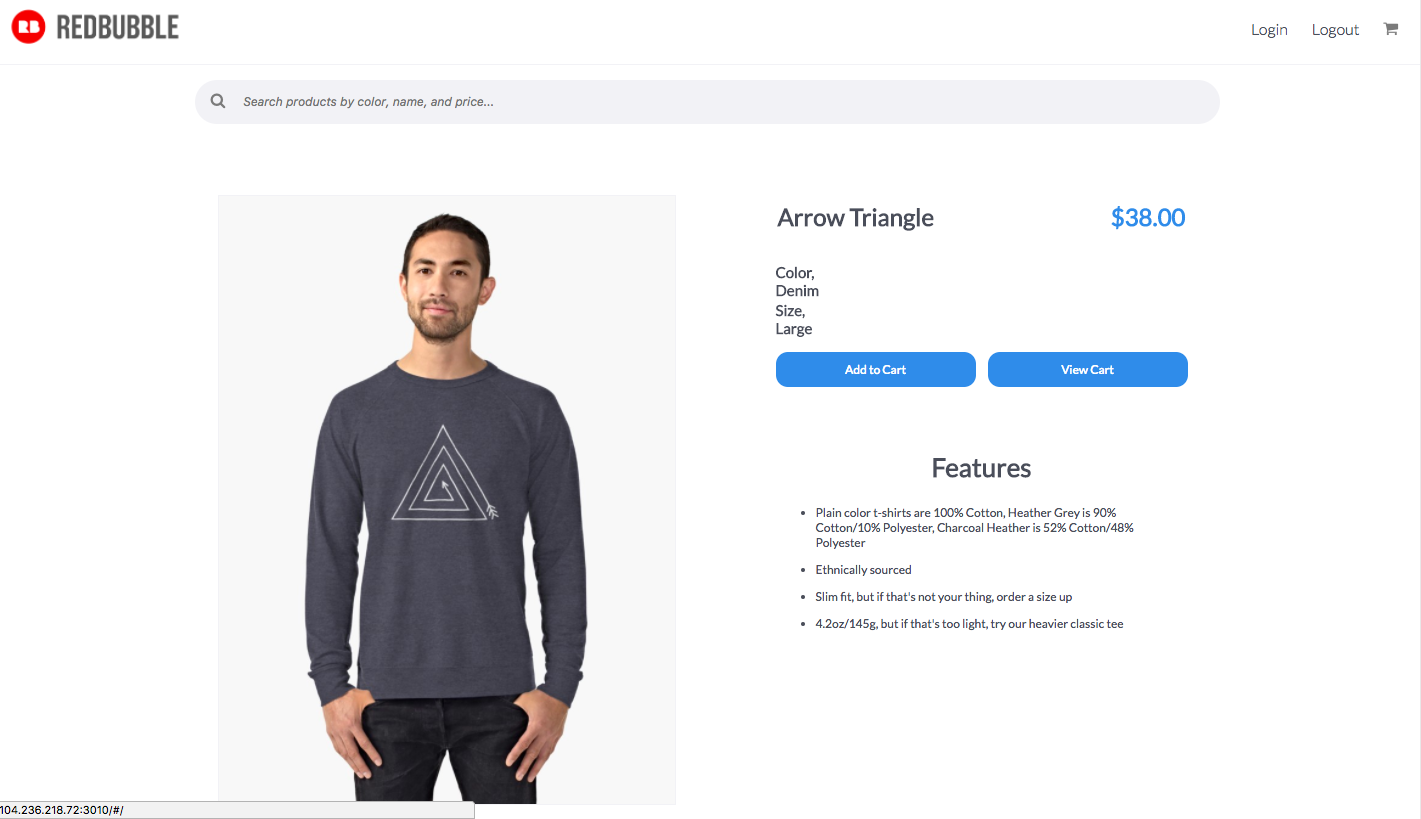 RB REDBUBBLE
Login Logout
Search products by color, name, and price...
Arrow Triangle $38.00
Color,
Denim
Size,
Large
Add to Cart View Cart
Features
Plain color t-shirts are 100% Cotton, Heather Grey is 90%
Cotton/10% Polyester, Charcoal Heather is 52% Cotton/48%
Polyester
Ethnically sourced
Slim fit, but if that's not your thing, order a size up
4.2oz/145g, but if that's too light, try our heavier classic tee
104.236.218.72:3010/#/